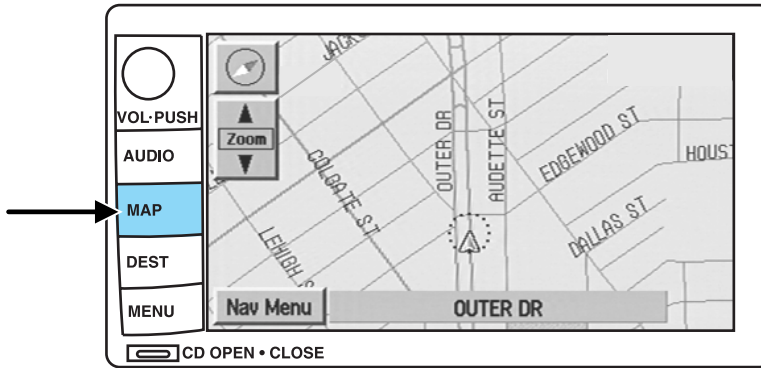 VOL·PUSH
AUDIO
MAP
DEST
MENU
CD OPEN • CLOSE
Zoom
COLGATE ST
LEHIGH S
OUTER DR
AUDETTE ST
EDGEWOOD ST
HOUST
DALLAS ST
Nav Menu
OUTER DR